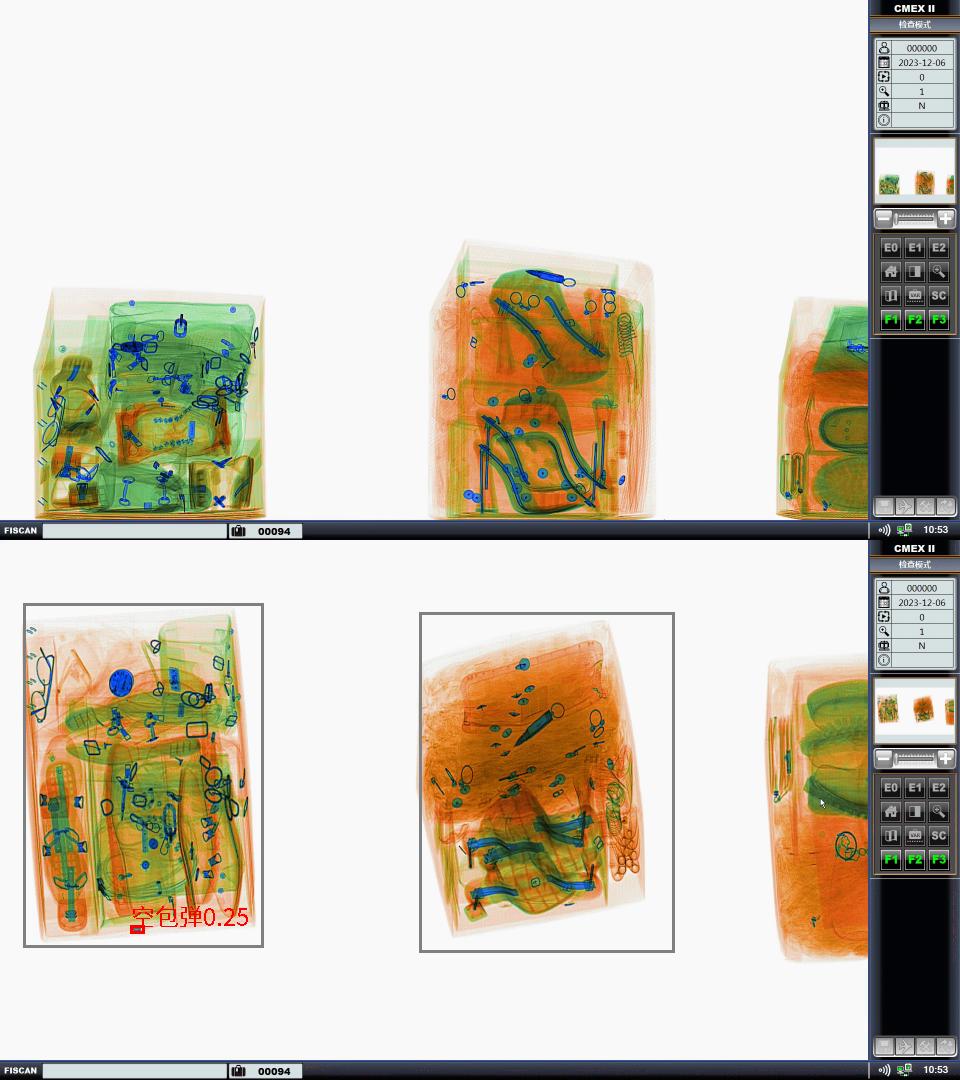 CMEX II
检查模式
000000
2023-12-06
0
1
N
E0 E1 E2
VAR SC
F1 F2 F3
FISCAN 00094 10:53
CMEX II
检查模式
000000
2023-12-06
0
1
N
E0 E1 E2
VAR SC
F1 F2 F3
空包弹0.25
FISCAN 00094 10:53